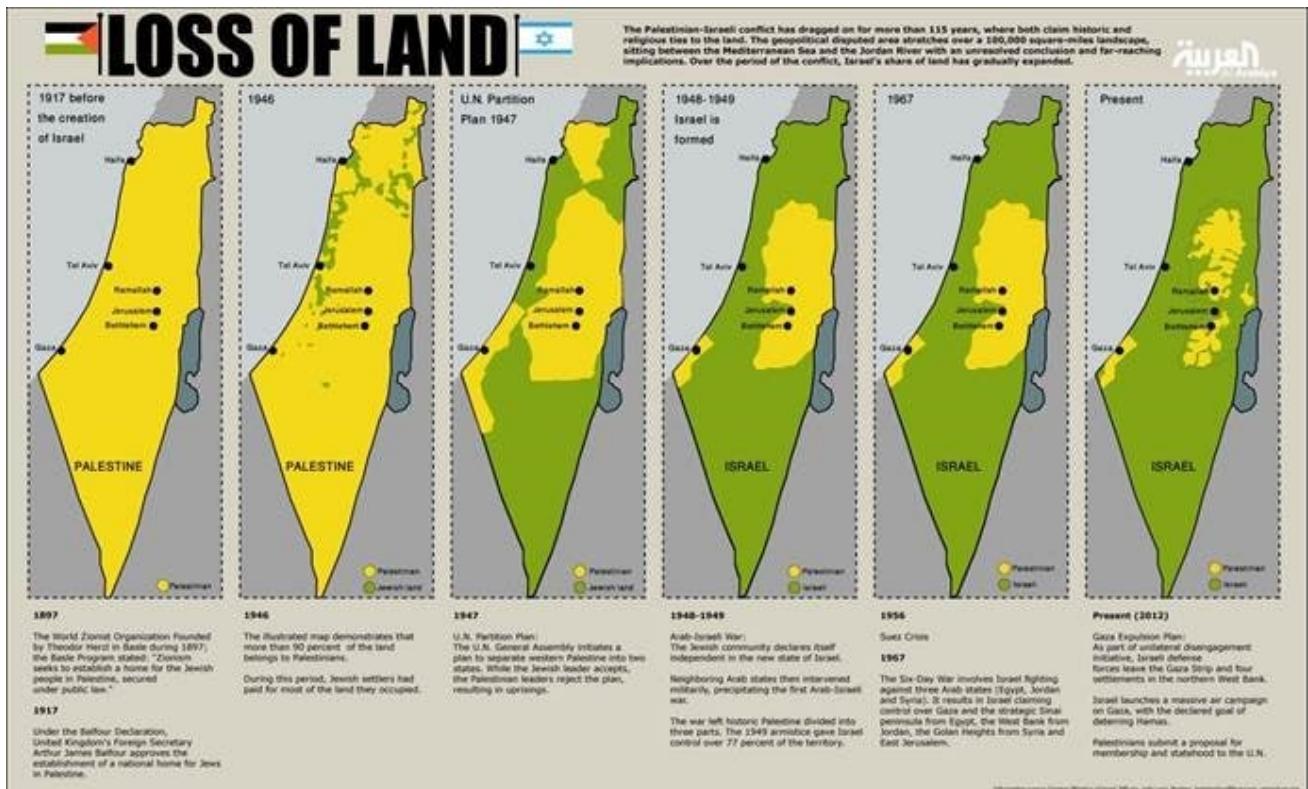 LOSS OF LAND
The Palestinian-Israeli conflict has dragged on for more than 115 years, where both claim historic and
religious ties to the land. The geopolitical disputed area stretches over a 100,000 square-miles landscape,
sitting between the Mediterranean Sea and the Jordan River with an unresolved conclusion and far-reaching
implications. Over the period of the conflict, Israel's share of land has gradually expanded.
العربية
Al Arabiya
1917 before
the creation
of Israel
Haifa
Tel Aviv
Ramallah
Jerusalem
Bethlehem
Gaza
PALESTINE
Palestinian
1946
Haifa
Tel Aviv
Ramallah
Jerusalem
Bethlehem
Gaza
PALESTINE
Palestinian
Jewish land
U.N. Partition
Plan 1947
Haifa
Tel Aviv
Ramallah
Jerusalem
Bethlehem
Gaza
Palestinian
Jewish land
1948-1949
Israel is
formed
Haifa
Tel Aviv
Ramallah
Jerusalem
Bethlehem
Gaza
ISRAEL
Palestinian
Israeli
1967
Haifa
Tel Aviv
Ramallah
Jerusalem
Bethlehem
Gaza
ISRAEL
Palestinian
Israeli
Present
Haifa
Tel Aviv
Ramallah
Jerusalem
Bethlehem
Gaza
ISRAEL
Palestinian
Israeli
1897
The World Zionist Organization Founded
by Theodor Herzl in Basle during 1897;
the Basle Program stated: "Zionism
seeks to establish a home for the Jewish
people in Palestine, secured
under public law."
1917
Under the Balfour Declaration,
United Kingdom's Foreign Secretary
Arthur James Balfour approves the
establishment of a national home for Jews
in Palestine.
1946
The illustrated map demonstrates that
more than 90 percent of the land
belongs to Palestinians.
During this period, Jewish settlers had
paid for most of the land they occupied.
1947
U.N. Partition Plan:
The U.N. General Assembly initiates a
plan to separate western Palestine into two
states. While the Jewish leader accepts,
the Palestinian leaders reject the plan,
resulting in uprisings.
1948-1949
Arab-Israeli War:
The Jewish community declares itself
independent in the new state of Israel.
Neighboring Arab states then intervened
militarily, precipitating the first Arab-Israeli
war.
The war left historic Palestine divided into
three parts. The 1949 armistice gave Israel
control over 77 percent of the territory.
1956
Suez Crisis
1967
The Six-Day War involves Israel fighting
against three Arab states (Egypt, Jordan
and Syria). It results in Israel claiming
control over Gaza and the strategic Sinai
peninsula from Egypt, the West Bank from
Jordan, the Golan Heights from Syria and
East Jerusalem.
Present (2012)
Gaza Expulsion Plan:
As part of unilateral disengagement
initiative, Israeli defense
forces leave the Gaza Strip and four
settlements in the northern West Bank.
Israel launches a massive air campaign
on Gaza, with the declared goal of
deterring Hamas.
Palestinians submit a proposal for
membership and statehood to the U.N.